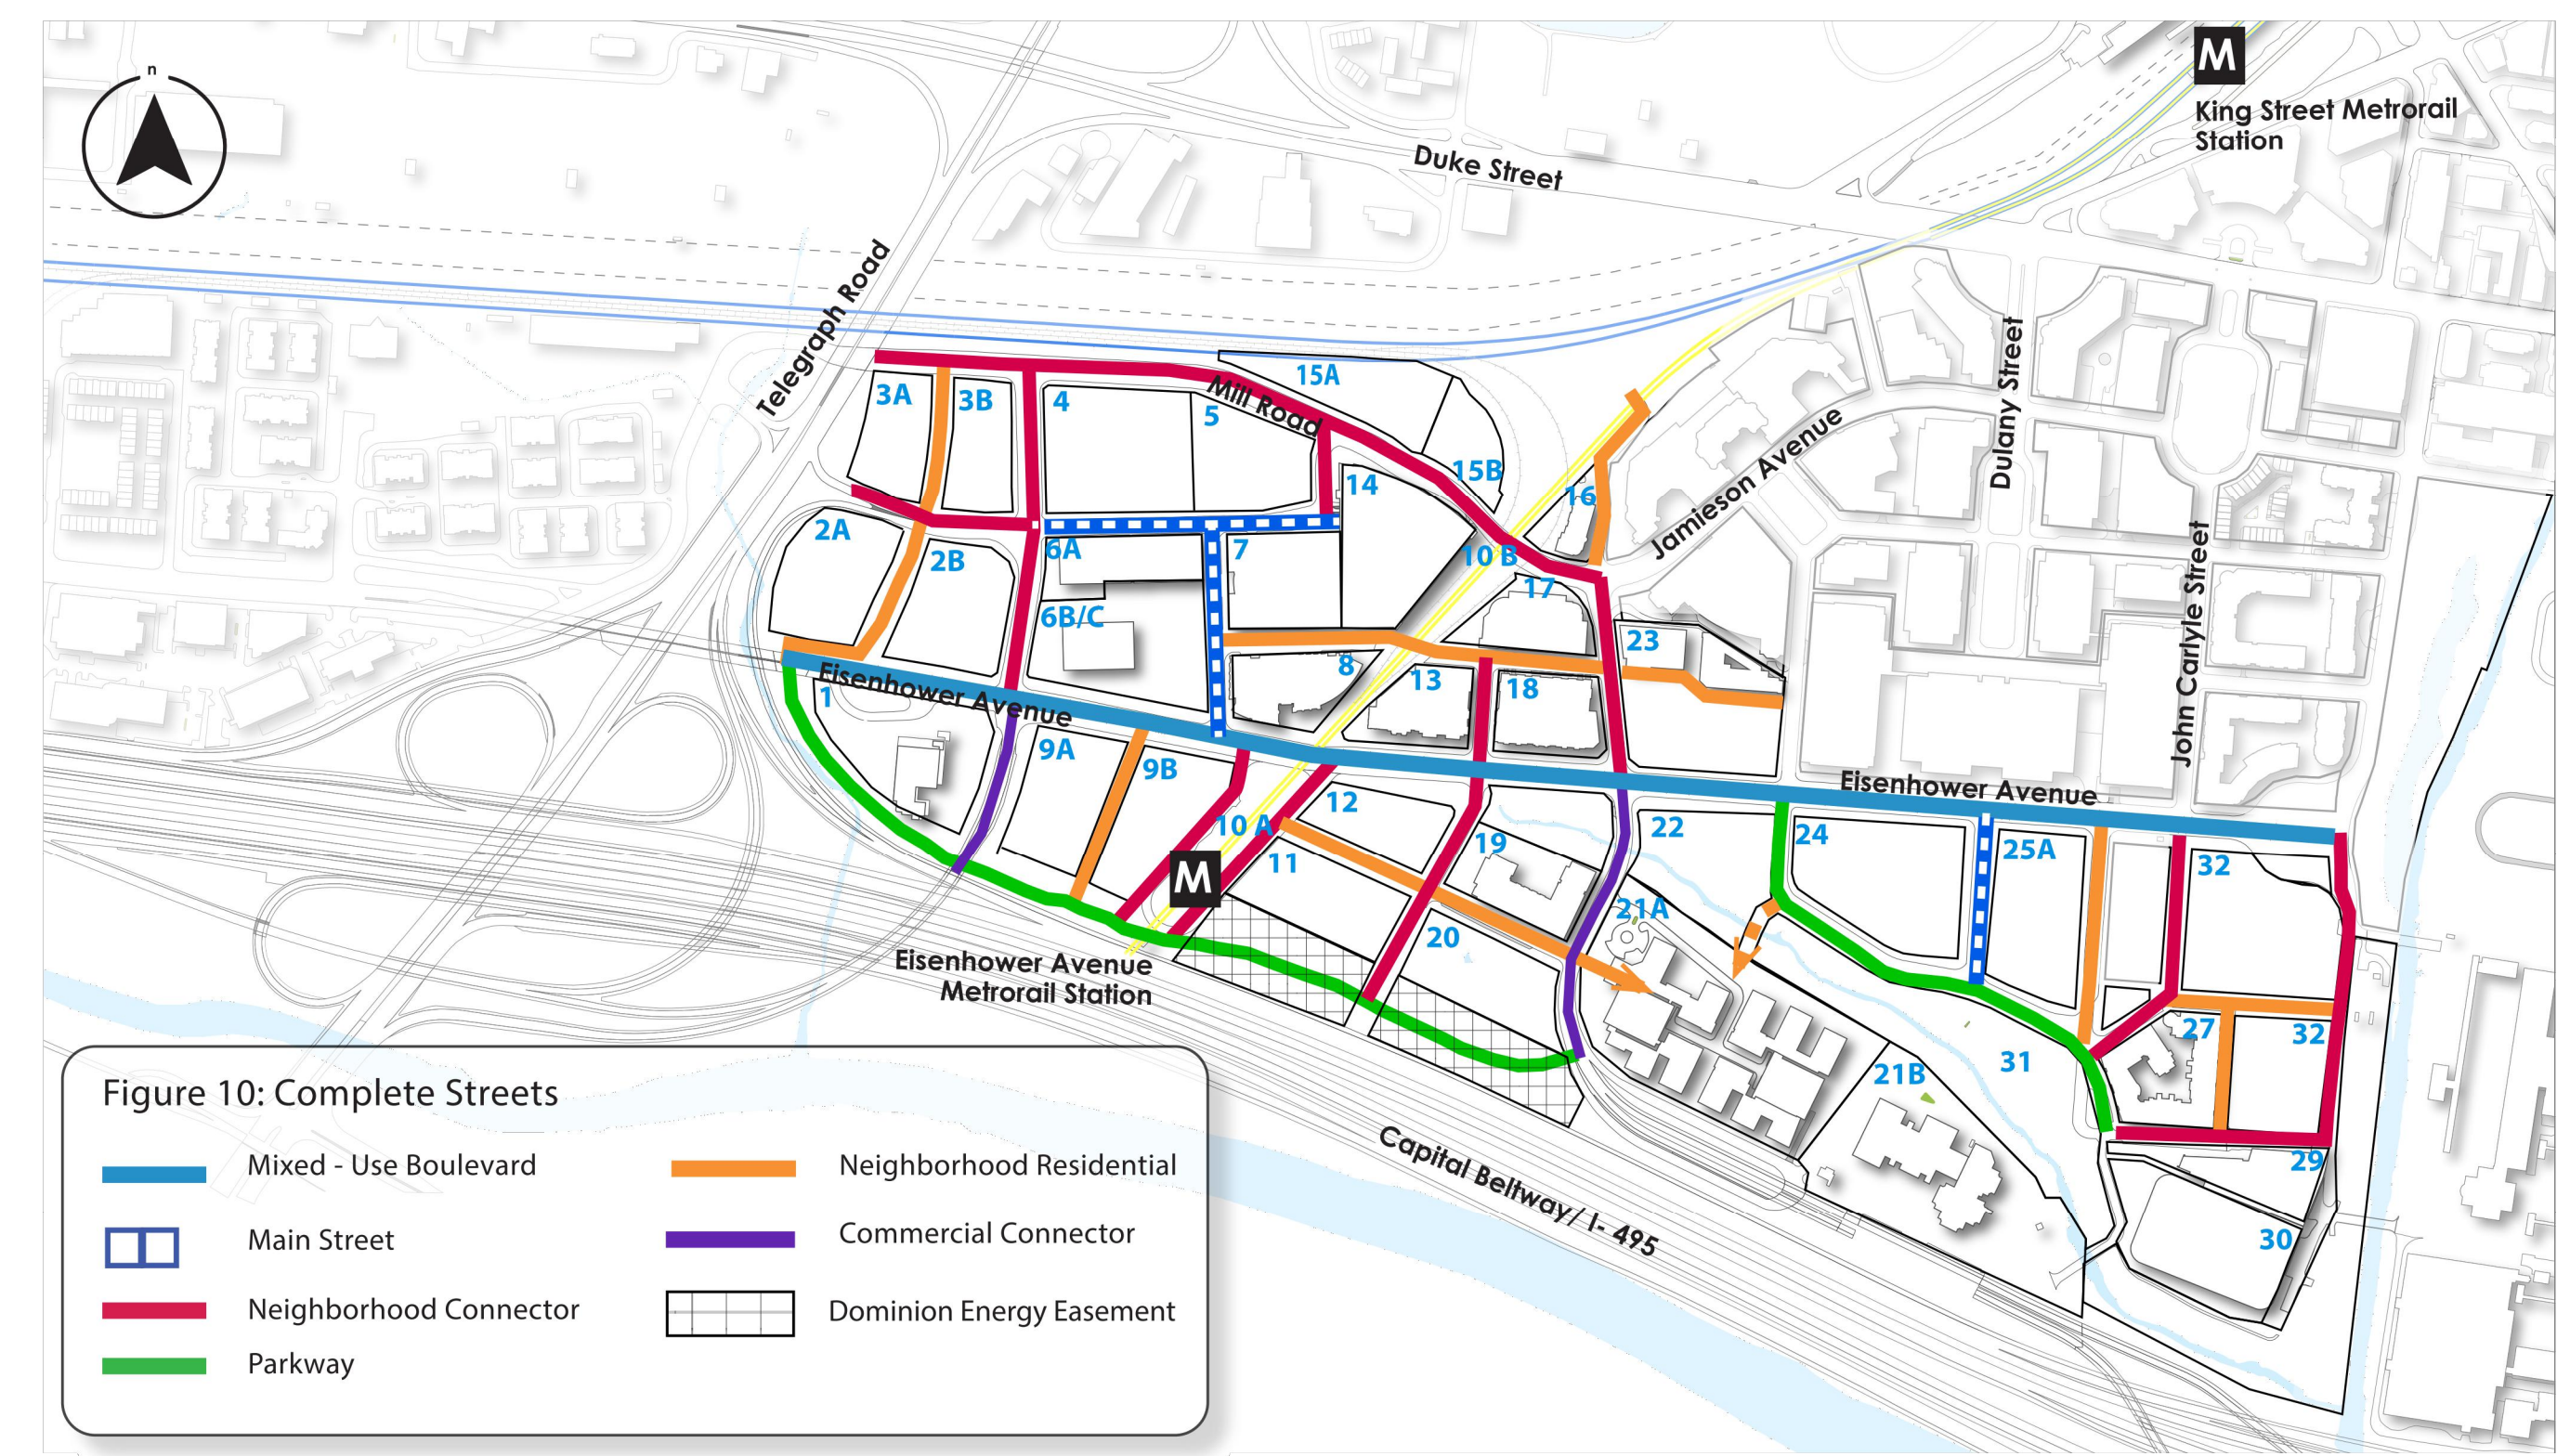 n
M
King Street Metrorail
Station
Duke Street
Telegraph Road
Dulany Street
Jamieson Avenue
John Carlyle Street
Mill Road
15A
3A
3B
4
5
15B
14
16
2A
2B
6A
7
10 B
17
6B/C
23
8
13
18
1
Eisenhower Avenue
9A
9B
Eisenhower Avenue
12
10 A
11
19
22
24
25A
32
M
21A
20
Eisenhower Avenue
Metrorail Station
27
32
31
21B
29
30
Capital Beltway/ I- 495
Figure 10: Complete Streets
Mixed - Use Boulevard
Neighborhood Residential
Main Street
Commercial Connector
Neighborhood Connector
Dominion Energy Easement
Parkway